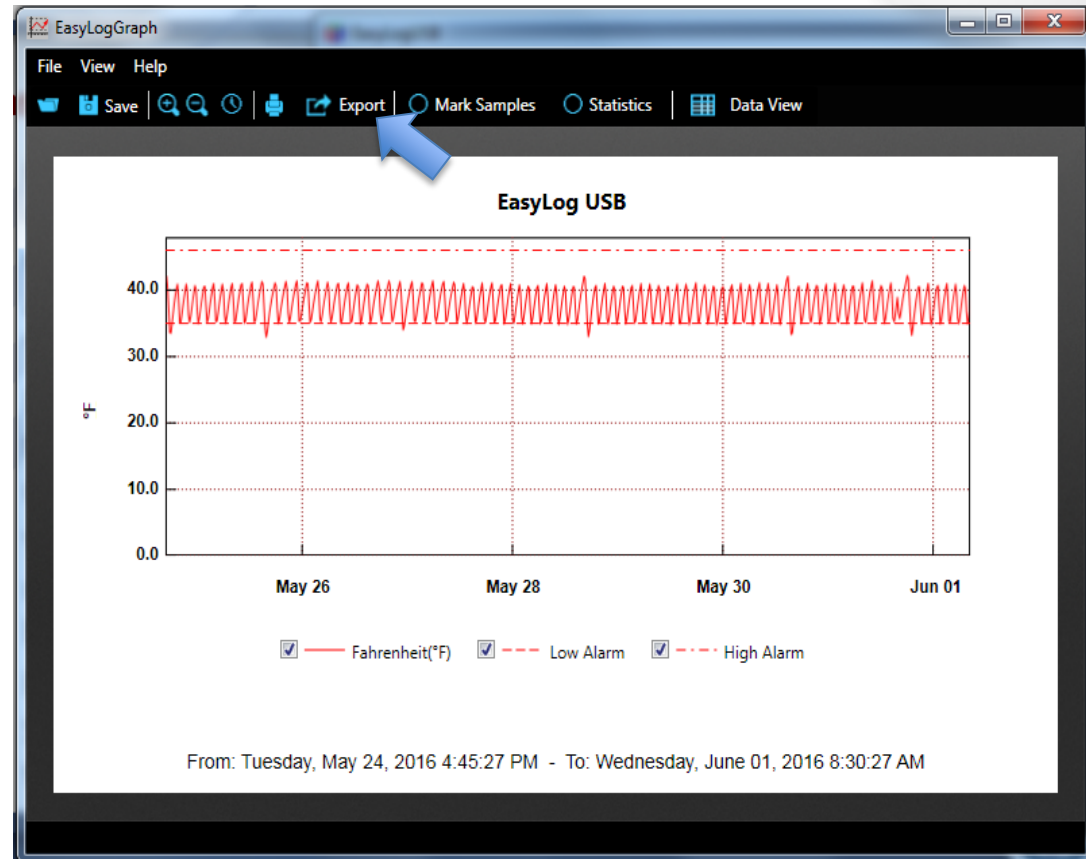 EasyLogGraph
File View Help
Save Export Mark Samples Statistics Data View
EasyLog USB
40.0
30.0
°F
20.0
10.0
0.0
May 26 May 28 May 30 Jun 01
Fahrenheit(°F) Low Alarm High Alarm
From: Tuesday, May 24, 2016 4:45:27 PM - To: Wednesday, June 01, 2016 8:30:27 AM